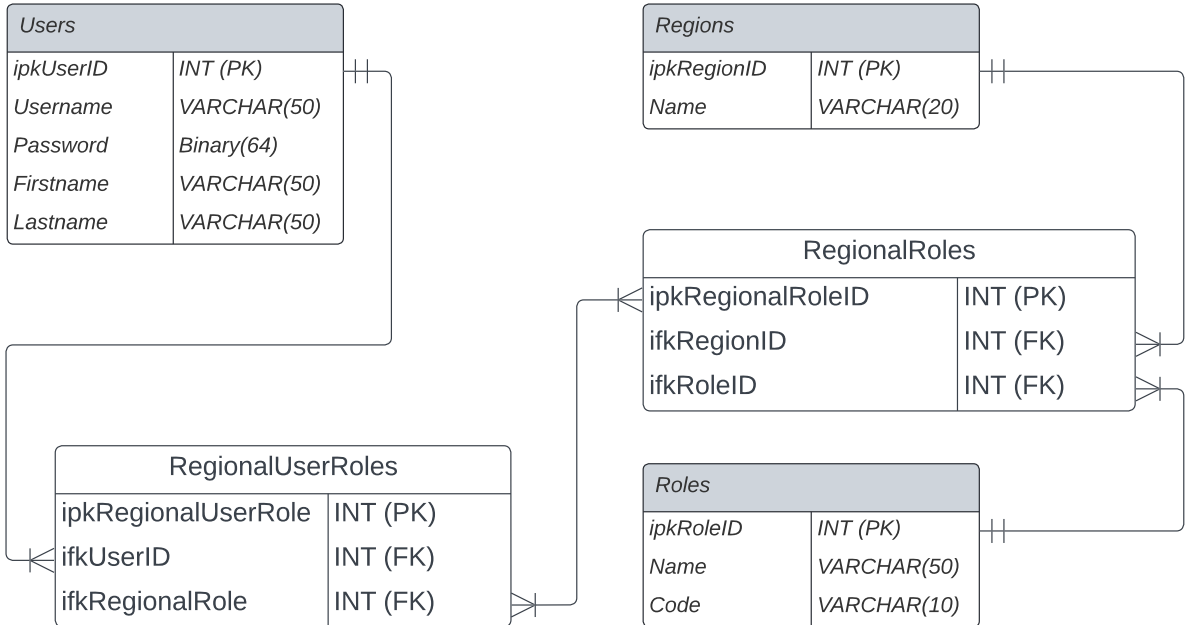 Users
ipkUserID INT (PK)
Username VARCHAR(50)
Password Binary(64)
Firstname VARCHAR(50)
Lastname VARCHAR(50)
Regions
ipkRegionID INT (PK)
Name VARCHAR(20)
RegionalRoles
ipkRegionalRoleID INT (PK)
ifkRegionID INT (FK)
ifkRoleID INT (FK)
RegionalUserRoles
ipkRegionalUserRole INT (PK)
ifkUserID INT (FK)
ifkRegionalRole INT (FK)
Roles
ipkRoleID INT (PK)
Name VARCHAR(50)
Code VARCHAR(10)